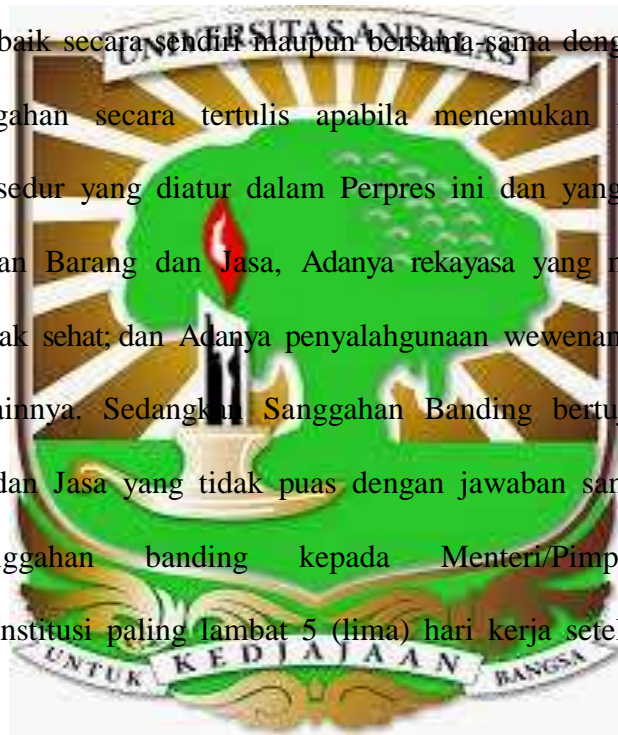 baik secara sendiri maupun bersama-sama deng
UNIVERSITAS ANDALAS
gahan secara tertulis apabila menemukan
sedur yang diatur dalam Perpres ini dan yang
an Barang dan Jasa, Adanya rekayasa yang
ak sehat; dan Adanya penyalahgunaan wewenan
ainnya. Sedangkan Sanggahan Banding bertuj
dan Jasa yang tidak puas dengan jawaban san
nggahan banding kepada Menteri/Pimp
nstitusi paling lambat 5 (lima) hari kerja setel
UNTUK KEDJAJAAN BANGSA